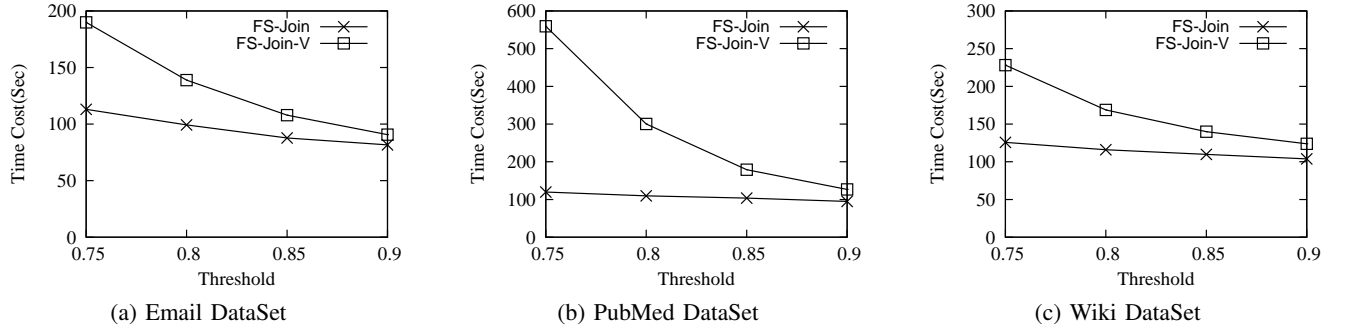 200
150
100
50
0
0.75
0.8
0.85
0.9
Time Cost(Sec)
Threshold
FS-Join
FS-Join-V
(a) Email DataSet
600
500
400
300
200
100
0
0.75
0.8
0.85
0.9
Time Cost(Sec)
Threshold
FS-Join
FS-Join-V
(b) PubMed DataSet
300
250
200
150
100
50
0
0.75
0.8
0.85
0.9
Time Cost(Sec)
Threshold
FS-Join
FS-Join-V
(c) Wiki DataSet